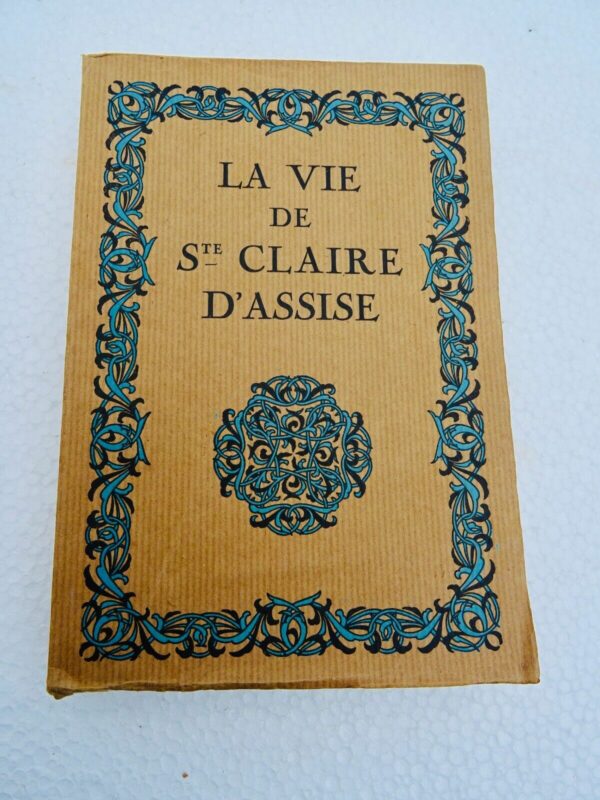 LA VIE
DE
STE CLAIRE
D'ASSISE